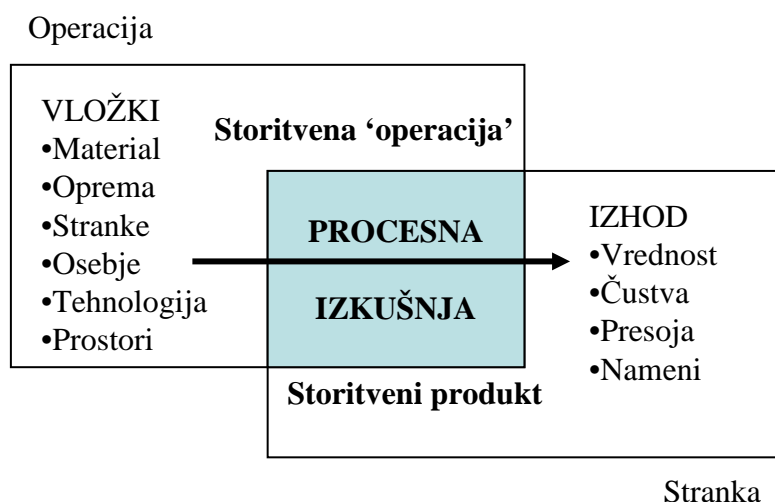 Operacija
VLOŽKI
•Material
•Oprema
•Stranke
•Osebje
•Tehnologija
•Prostori
Storitvena ‘operacija’
PROCESNA
IZKUŠNJA
Storitveni produkt
IZHOD
•Vrednost
•Čustva
•Presoja
•Nameni
Stranka